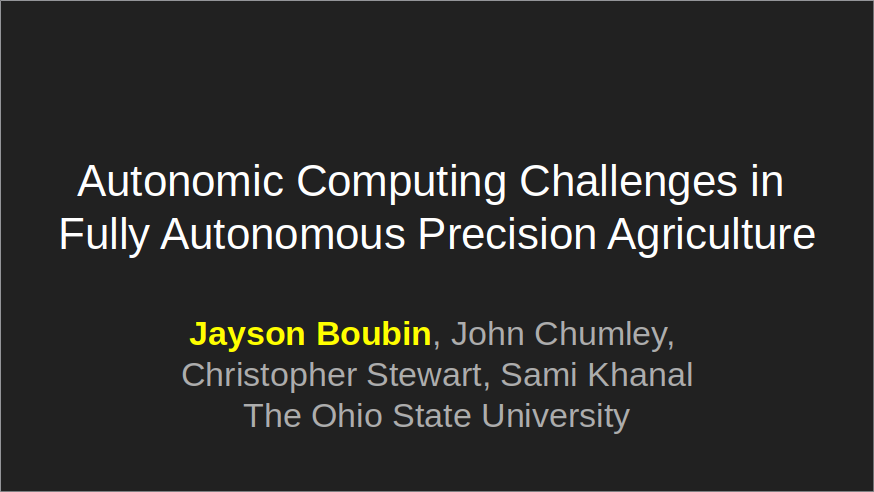 Autonomic Computing Challenges in
Fully Autonomous Precision Agriculture
Jayson Boubin, John Chumley,
Christopher Stewart, Sami Khanal
The Ohio State University